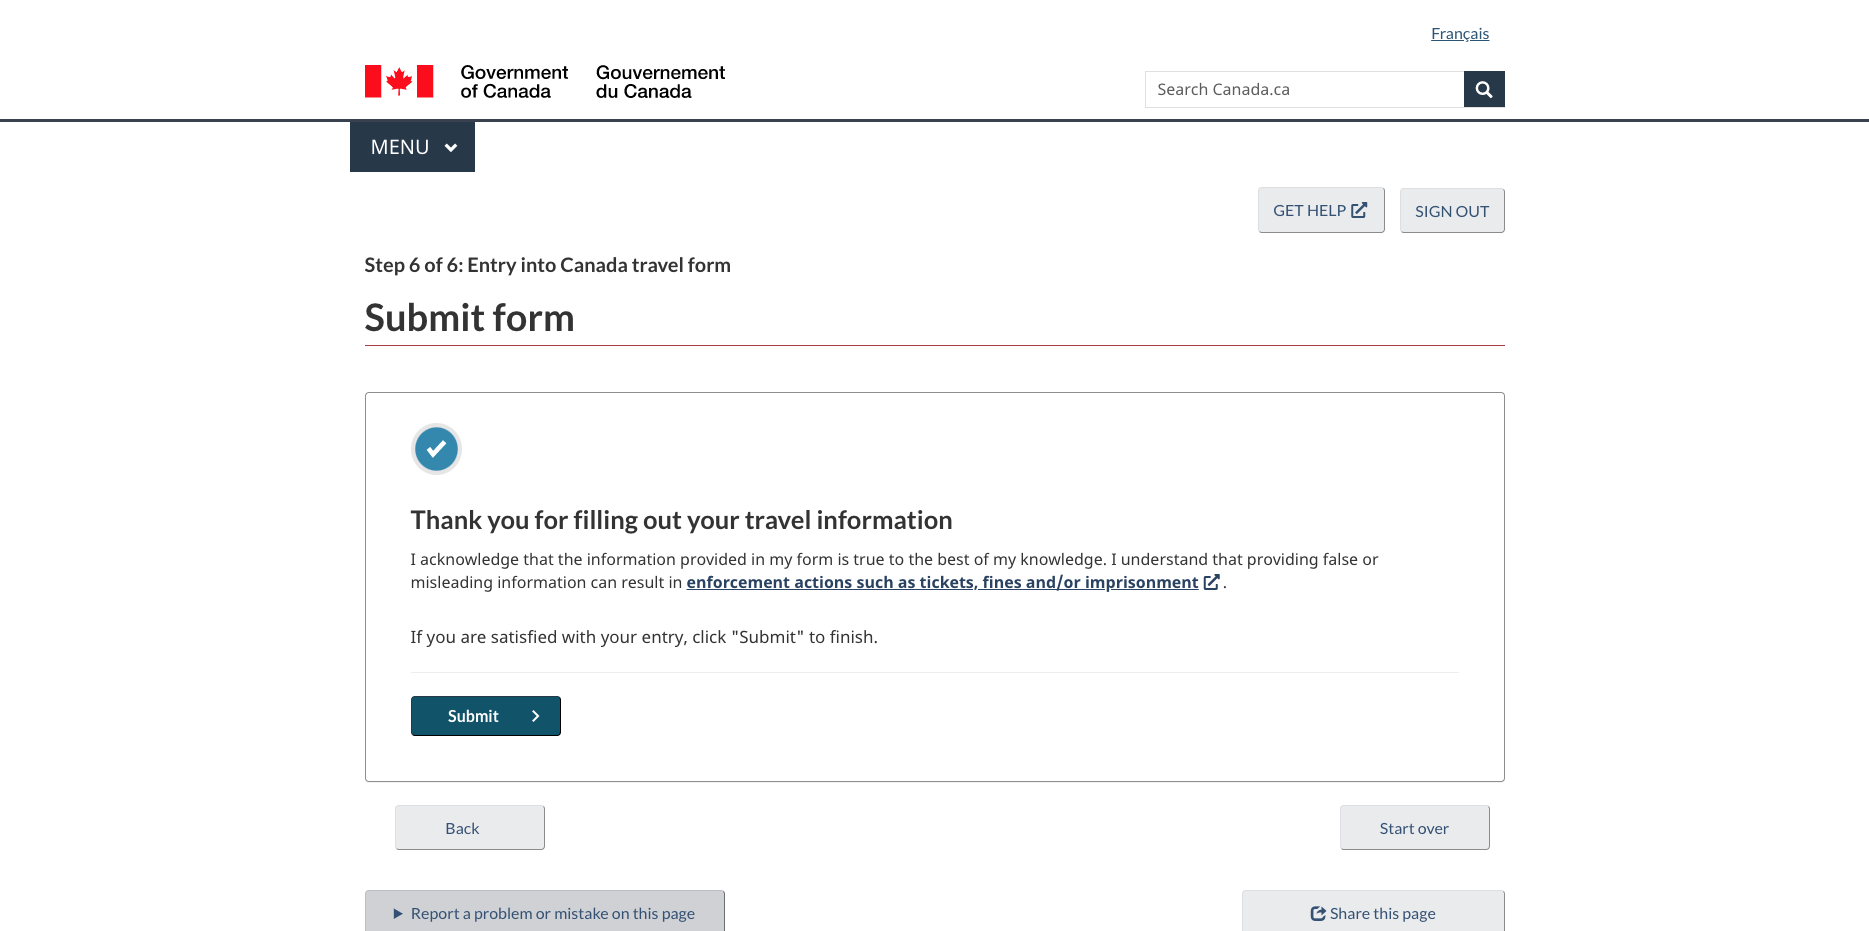 Français
Government
of Canada
Gouvernement
du Canada
Search Canada.ca
MENU
GET HELP
SIGN OUT
Step 6 of 6: Entry into Canada travel form
Submit form
Thank you for filling out your travel information
I acknowledge that the information provided in my form is true to the best of my knowledge. I understand that providing false or
misleading information can result in enforcement actions such as tickets, fines and/or imprisonment .
If you are satisfied with your entry, click "Submit" to finish.
Submit
Back
Start over
Report a problem or mistake on this page
Share this page